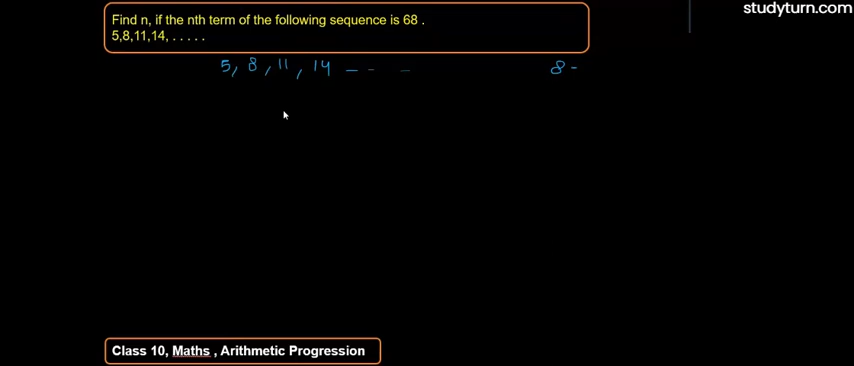 studyturn.com
Find n, if the nth term of the following sequence is 68 .
5,8,11,14, . . . . .
5, 8, 11, 14 _ _ _ 8 -
Class 10, Maths , Arithmetic Progression